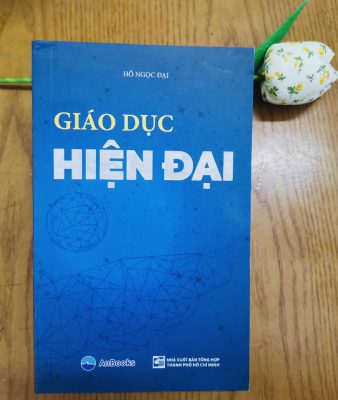 HỒ NGỌC ĐẠI
GIÁO DỤC
HIỆN ĐẠI
AnBooks
NHÀ XUẤT BẢN TỔNG HỢP
THÀNH PHỐ HỒ CHÍ MINH